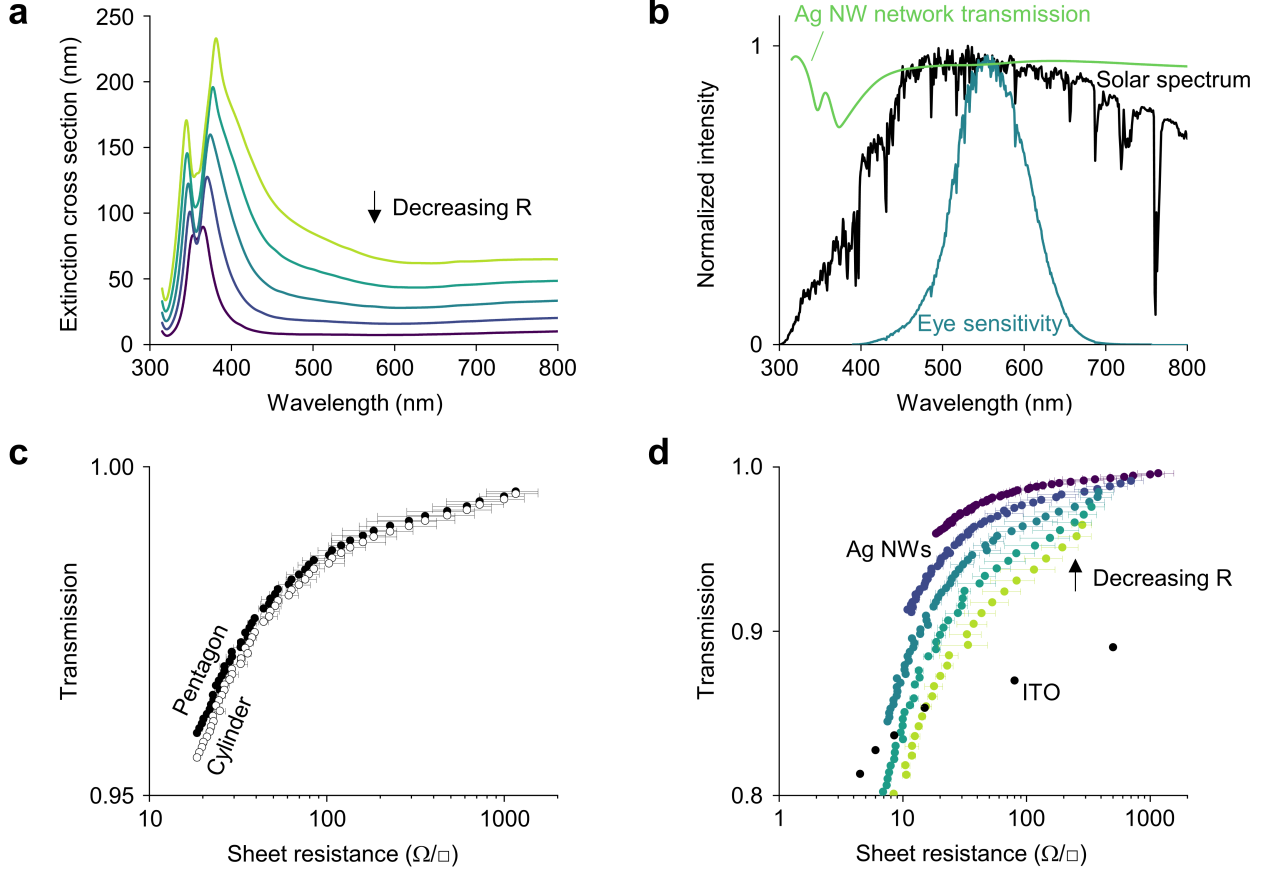 a
Extinction cross section (nm)
250
200
150
100
50
0
Decreasing R
300
400
500
600
700
800
Wavelength (nm)
b
Normalized intensity
1
0
Ag NW network transmission
Solar spectrum
Eye sensitivity
300
400
500
600
700
800
Wavelength (nm)
c
Transmission
1.00
0.95
Pentagon
Cylinder
10
100
1000
Sheet resistance (Ω/□)
d
Transmission
1.0
0.9
0.8
Ag NWs
Decreasing R
ITO
1
10
100
1000
Sheet resistance (Ω/□)